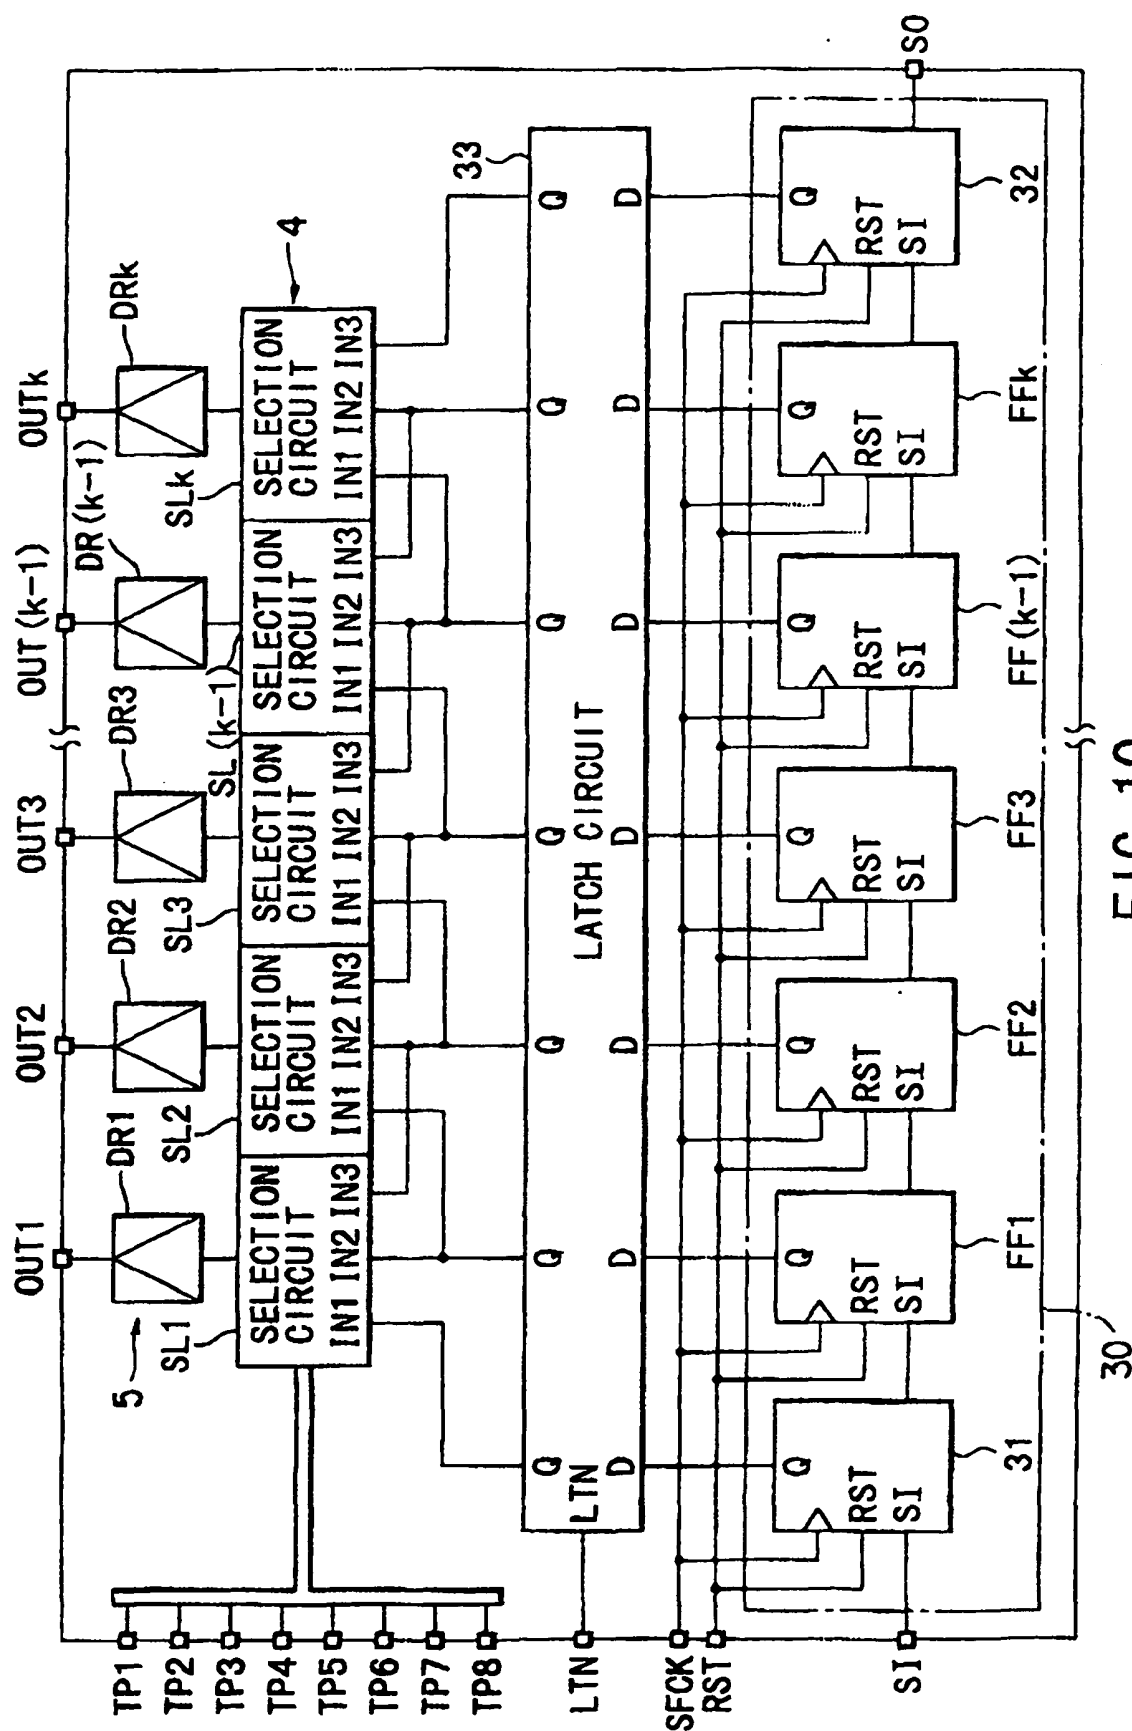 OUT1
OUT2
OUT3
OUT (k-1)
OUTk
5
DR1
DR2
DR3
DR (k-1)
DRk
SL1
SL2
SL3
SL (k-1)
SLk
4
SELECTION CIRCUIT
IN1 IN2 IN3
SELECTION CIRCUIT
IN1 IN2 IN3
SELECTION CIRCUIT
IN1 IN2 IN3
SELECTION CIRCUIT
IN1 IN2 IN3
SELECTION CIRCUIT
IN1 IN2 IN3
TP1
TP2
TP3
TP4
TP5
TP6
TP7
TP8
33
Q Q Q Q Q Q Q
LTN
LTN
LATCH CIRCUIT
D D D D D D D
SFCK
RST
Q
RST
SI
Q
RST
SI
Q
RST
SI
Q
RST
SI
Q
RST
SI
Q
RST
SI
Q
RST
SI
SI
SO
31
FF1
FF2
FF3
FF (k-1)
FFk
32
30